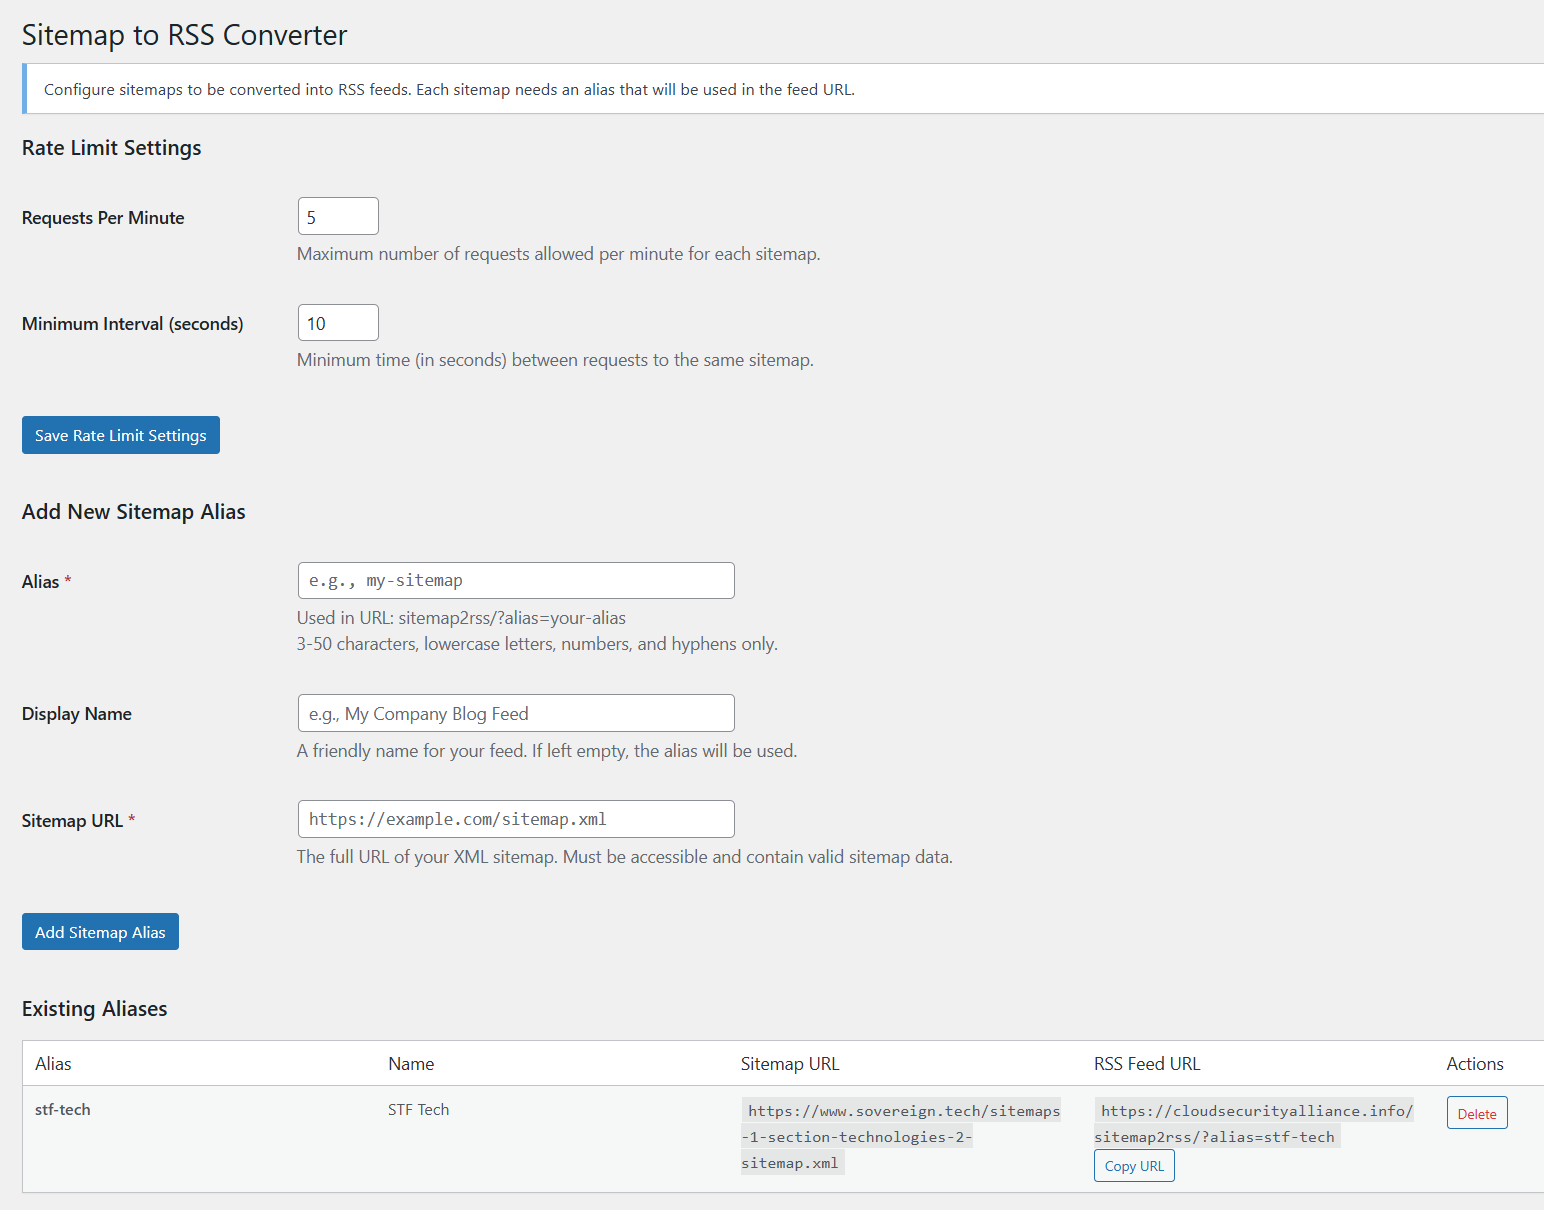 Sitemap to RSS Converter
Configure sitemaps to be converted into RSS feeds. Each sitemap needs an alias that will be used in the feed URL.
Rate Limit Settings
Requests Per Minute
5
Maximum number of requests allowed per minute for each sitemap.
Minimum Interval (seconds)
10
Minimum time (in seconds) between requests to the same sitemap.
Save Rate Limit Settings
Add New Sitemap Alias
Alias *
e.g., my-sitemap
Used in URL: sitemap2rss/?alias=your-alias
3-50 characters, lowercase letters, numbers, and hyphens only.
Display Name
e.g., My Company Blog Feed
A friendly name for your feed. If left empty, the alias will be used.
Sitemap URL *
https://example.com/sitemap.xml
The full URL of your XML sitemap. Must be accessible and contain valid sitemap data.
Add Sitemap Alias
Existing Aliases
Alias Name Sitemap URL RSS Feed URL Actions
stf-tech
STF Tech
https://www.sovereign.tech/sitemaps
-1-section-technologies-2-
sitemap.xml
https://cloudsecurityalliance.info/
sitemap2rss/?alias=stf-tech
Copy URL
Delete